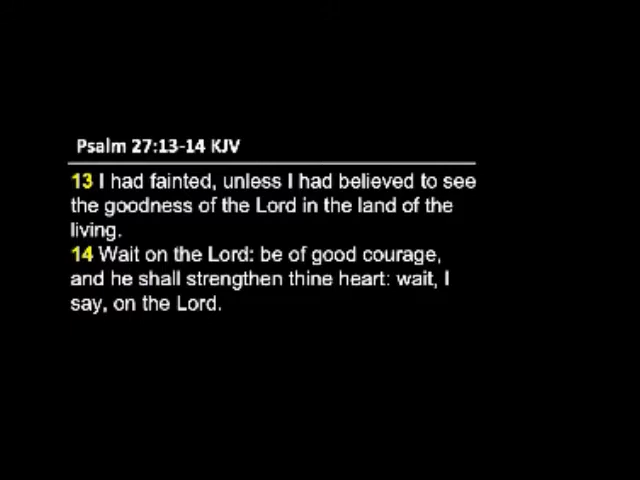 Psalm 27:13-14 KJV
13 I had fainted, unless I had believed to see
the goodness of the Lord in the land of the
living.
14 Wait on the Lord: be of good courage,
and he shall strengthen thine heart: wait, I
say, on the Lord.